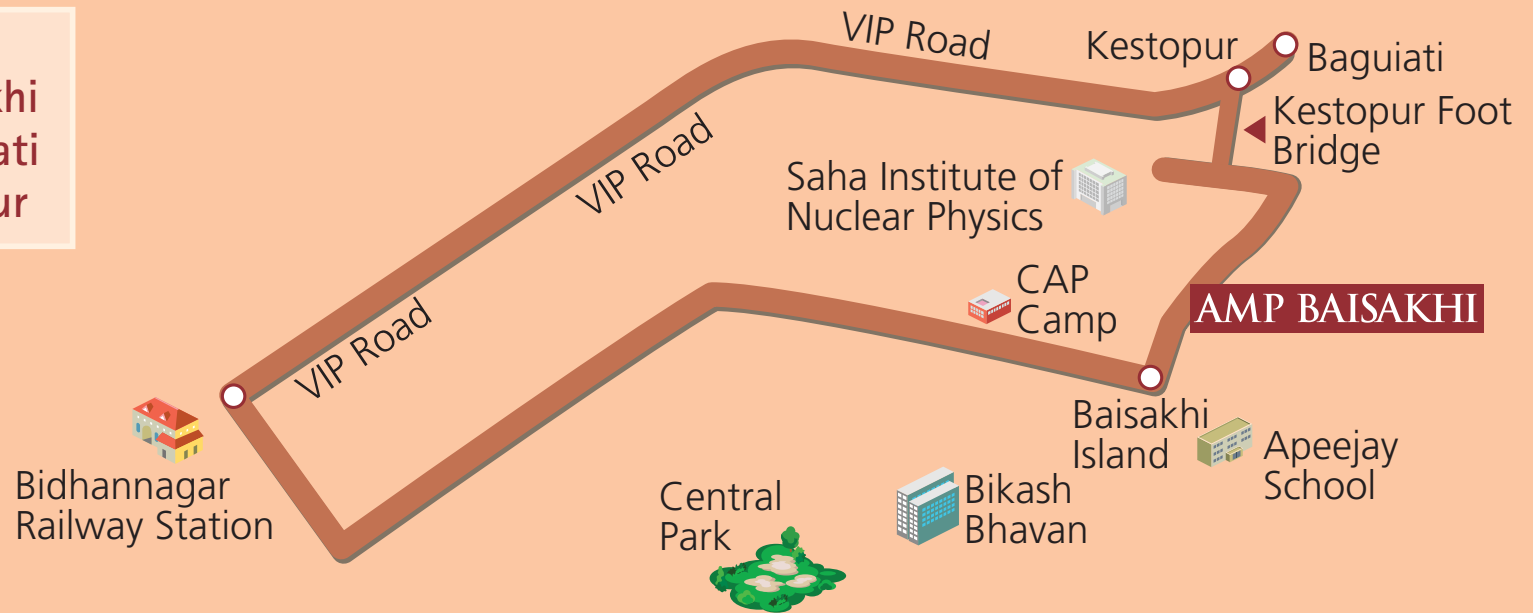 VIP Road
Kestopur
Baguiati
Kestopur Foot
Bridge
VIP Road
Saha Institute of
Nuclear Physics
CAP
Camp
AMP BAISAKHI
VIP Road
Baisakhi
Island
Apeejay
School
Bidhannagar
Railway Station
Central
Park
Bikash
Bhavan